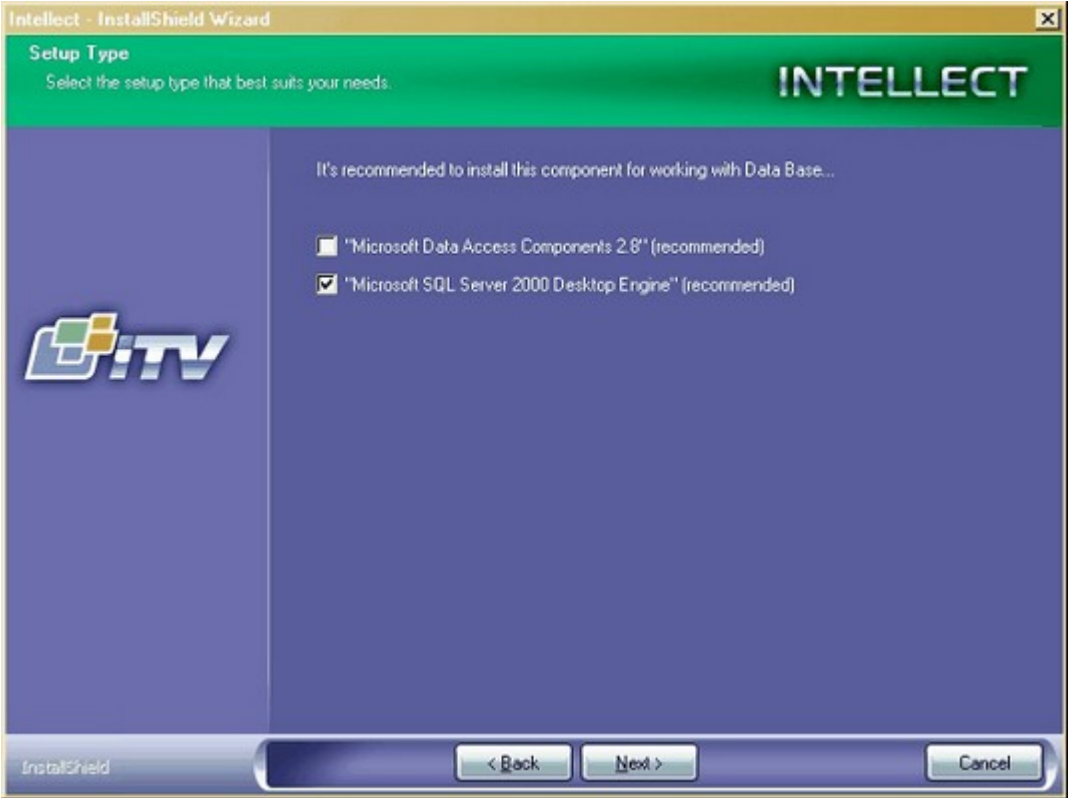 Intellect - InstallShield Wizard
Setup Type
Select the setup type that best suits your needs.
INTELLECT
It's recommended to install this component for working with Data Base...
"Microsoft Data Access Components 2.8" (recommended)
"Microsoft SQL Server 2000 Desktop Engine" (recommended)
iTV
InstallShield
< Back
Next >
Cancel